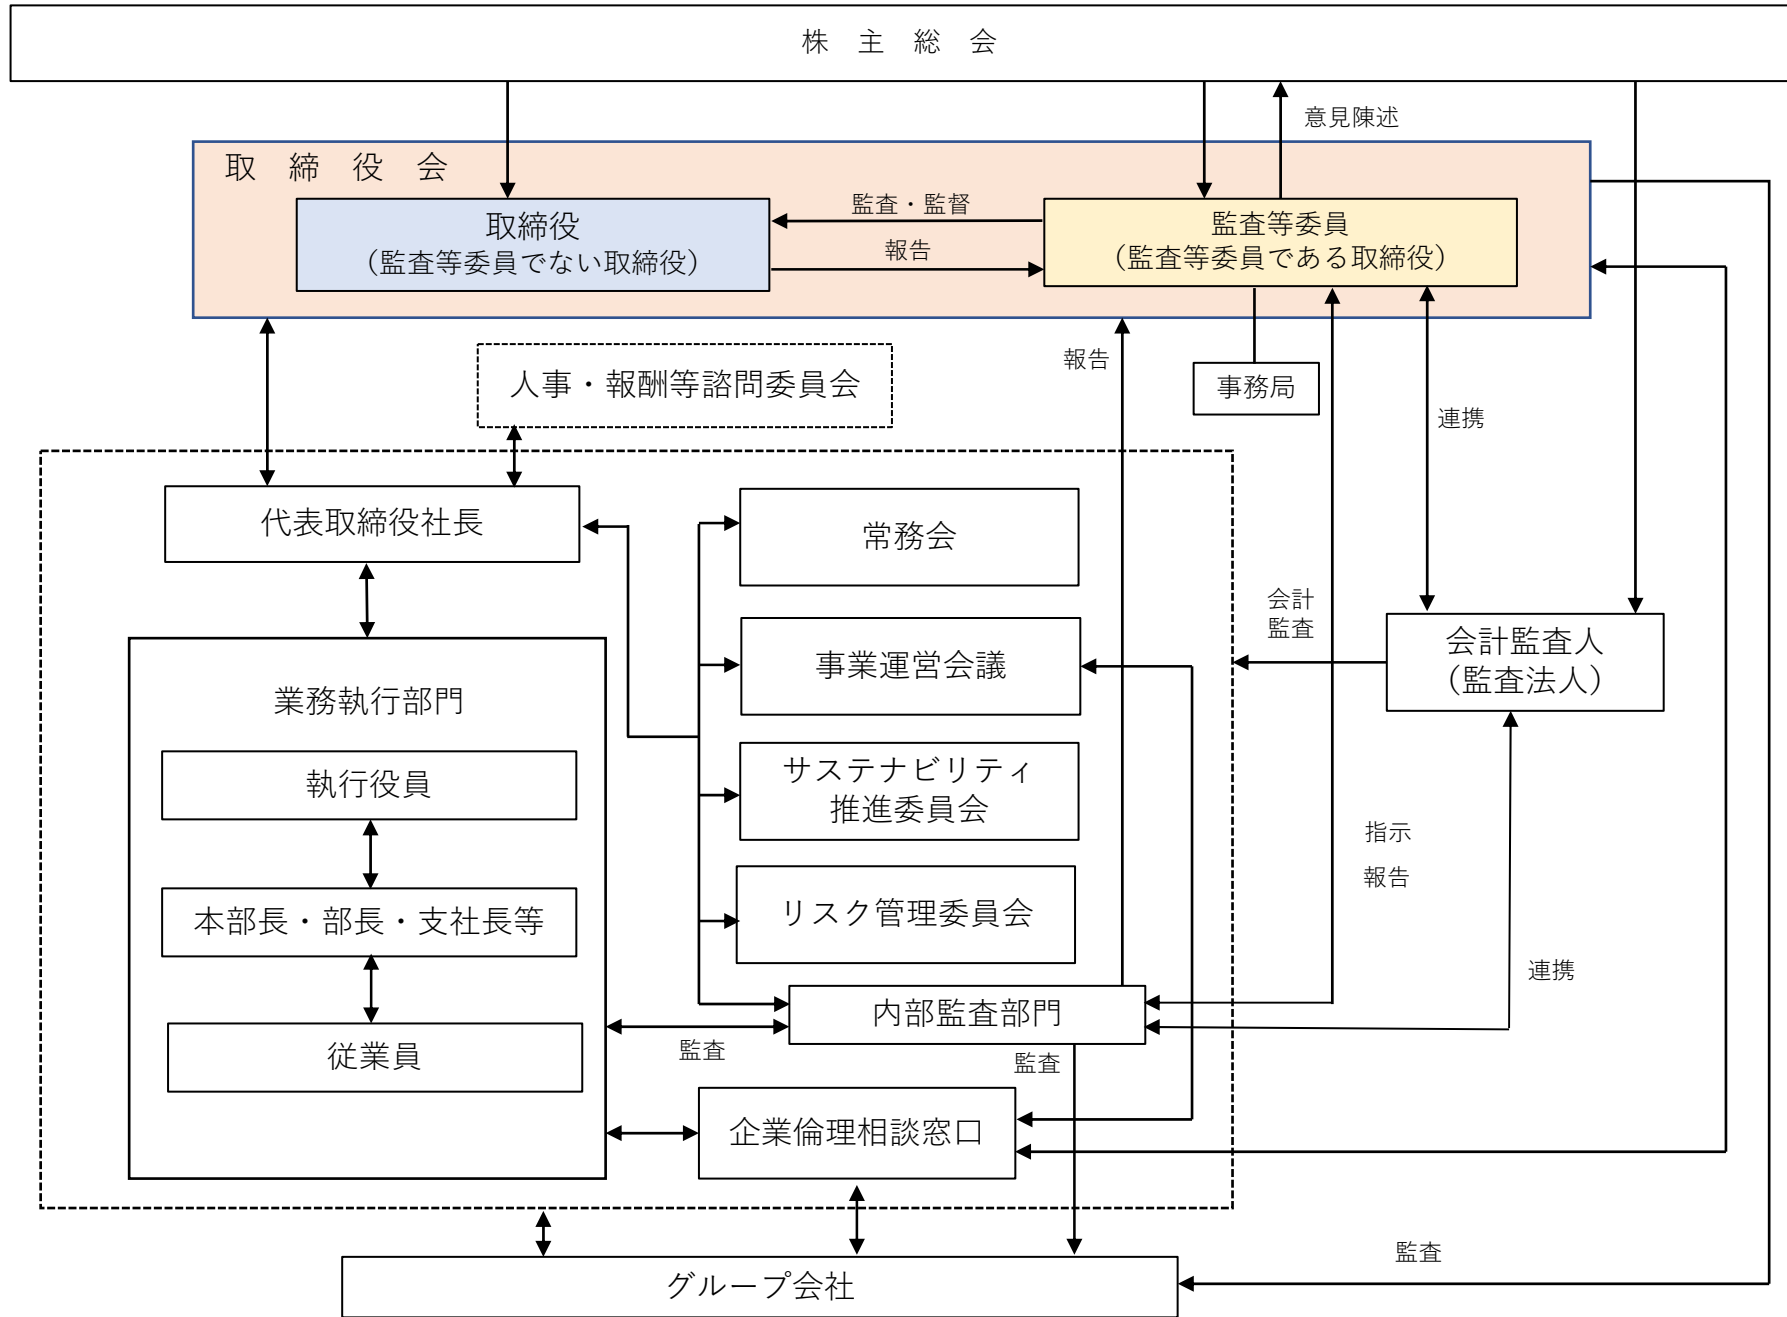 株 主 総 会
意見陳述
取 締 役 会
取締役
(監査等委員でない取締役)
監査・監督
報告
監査等委員
(監査等委員である取締役)
人事・報酬等諮問委員会
報告
事務局
連携
代表取締役社長
常務会
会計
監査
事業運営会議
会計監査人
(監査法人)
業務執行部門
執行役員
サステナビリティ
推進委員会
指示
報告
本部長・部長・支社長等
リスク管理委員会
連携
内部監査部門
従業員
監査
監査
企業倫理相談窓口
監査
グループ会社